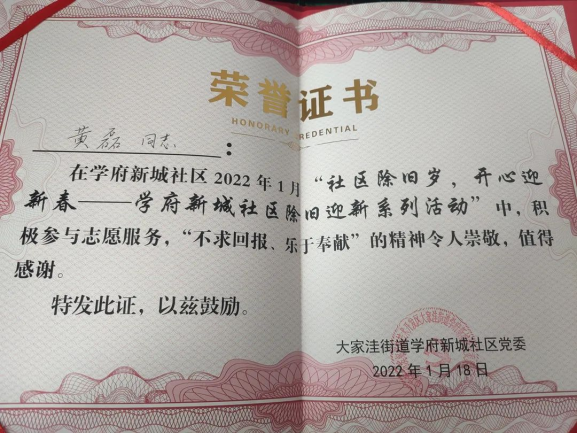 荣誉证书
HONORARY CREDENTIAL
黄磊 同志：
在学府新城社区2022年1月“社区除旧岁，开心迎
新春——学府新城社区除旧迎新系列活动”中，积
极参与志愿服务，“不求回报、乐于奉献”的精神令人崇敬，值得
感谢。
特发此证，以兹鼓励。
大家洼街道学府新城社区党委
2022年1月18日